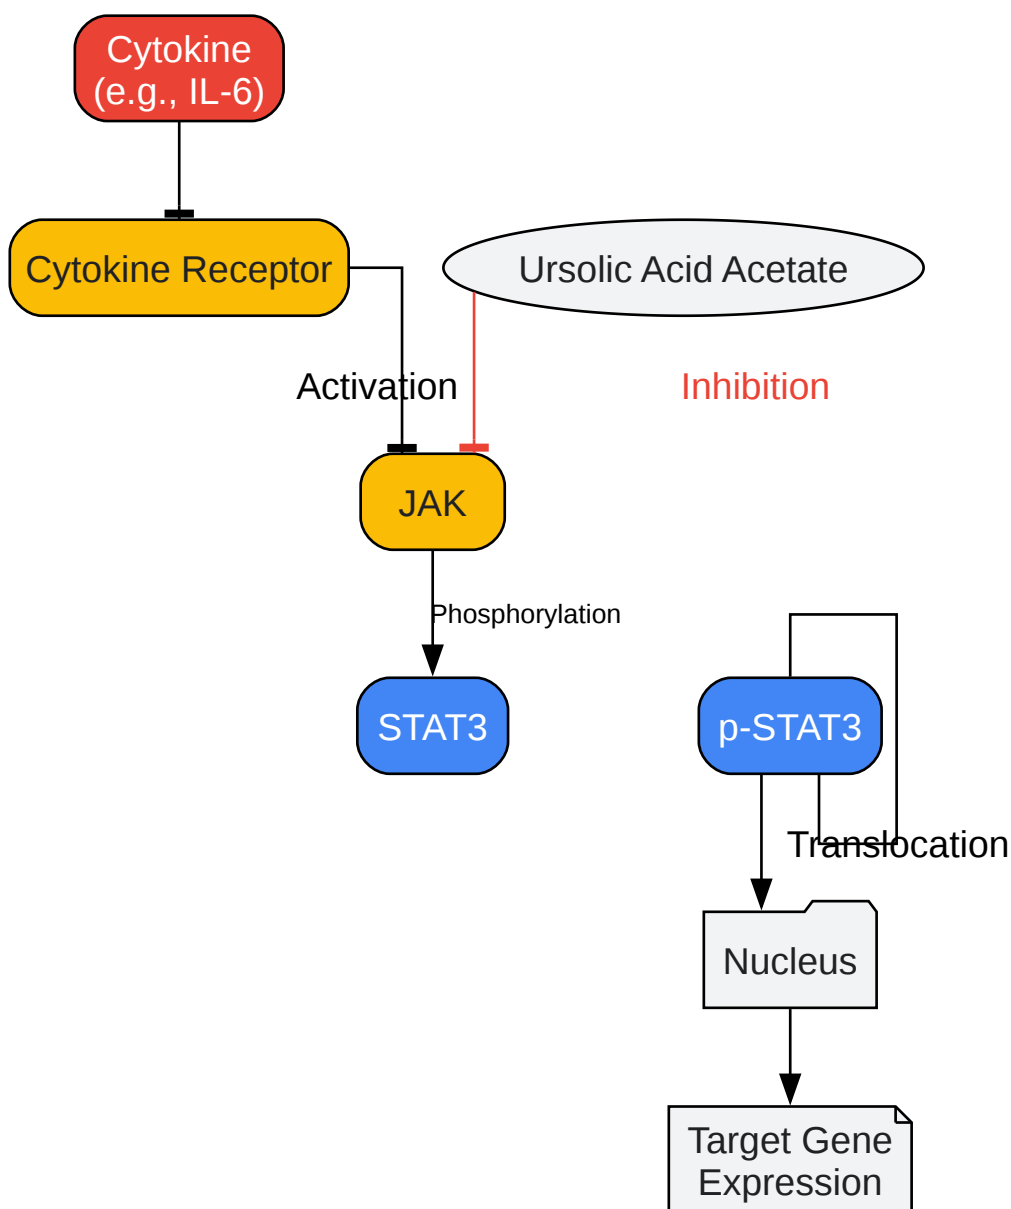 Cytokine
(e.g., IL-6)
Cytokine Receptor
Ursolic Acid Acetate
Activation
Inhibition
JAK
Phosphorylation
STAT3
p-STAT3
Translocation
Nucleus
Target Gene
Expression